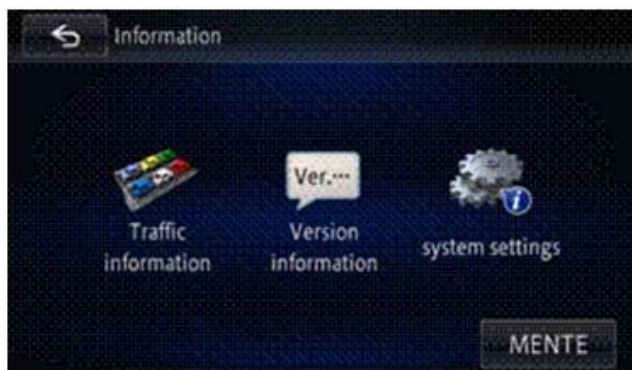 Information
Ver.···
Traffic
information
Version
information
system settings
MENTE